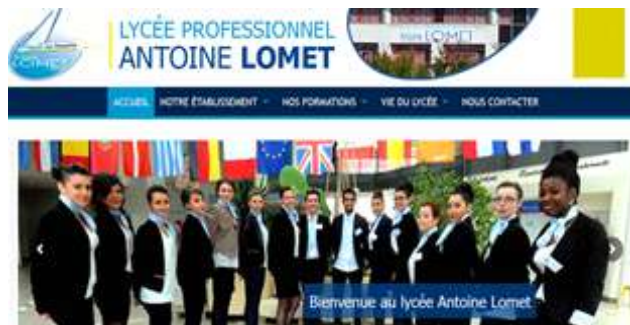 LYCÉE PROFESSIONNEL
ANTOINE LOMET
LOMET
ACCUEIL NOTRE ÉTABLISSEMENT NOS FORMATIONS VIE DU LYCÉE NOUS CONTACTER
Bienvenue au lycée Antoine Lomet